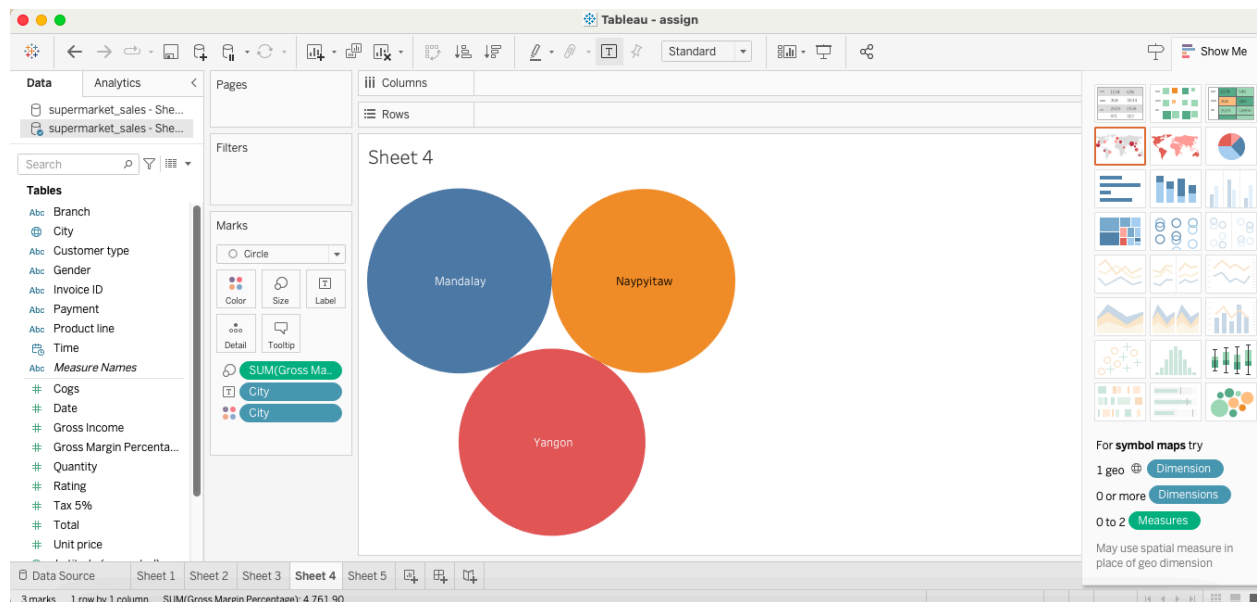 Tableau - assign
Standard
Show Me
Data
Analytics
supermarket_sales - She...
supermarket_sales - She...
Search
Tables
Abc Branch
City
Abc Customer type
Abc Gender
Abc Invoice ID
Abc Payment
Abc Product line
Time
Abc Measure Names
# Cogs
# Date
# Gross Income
# Gross Margin Percenta...
# Quantity
# Rating
# Tax 5%
# Total
# Unit price
Pages
Filters
Marks
Circle
Color
Size
Label
Detail
Tooltip
SUM(Gross Ma..
City
City
Columns
Rows
Sheet 4
Mandalay
Naypyitaw
Yangon
For symbol maps try
1 geo Dimension
0 or more Dimensions
0 to 2 Measures
May use spatial measure in
place of geo dimension
Data Source
Sheet 1
Sheet 2
Sheet 3
Sheet 4
Sheet 5
3 marks 1 row by 1 column SUM(Gross Margin Percentage): 4,761.90